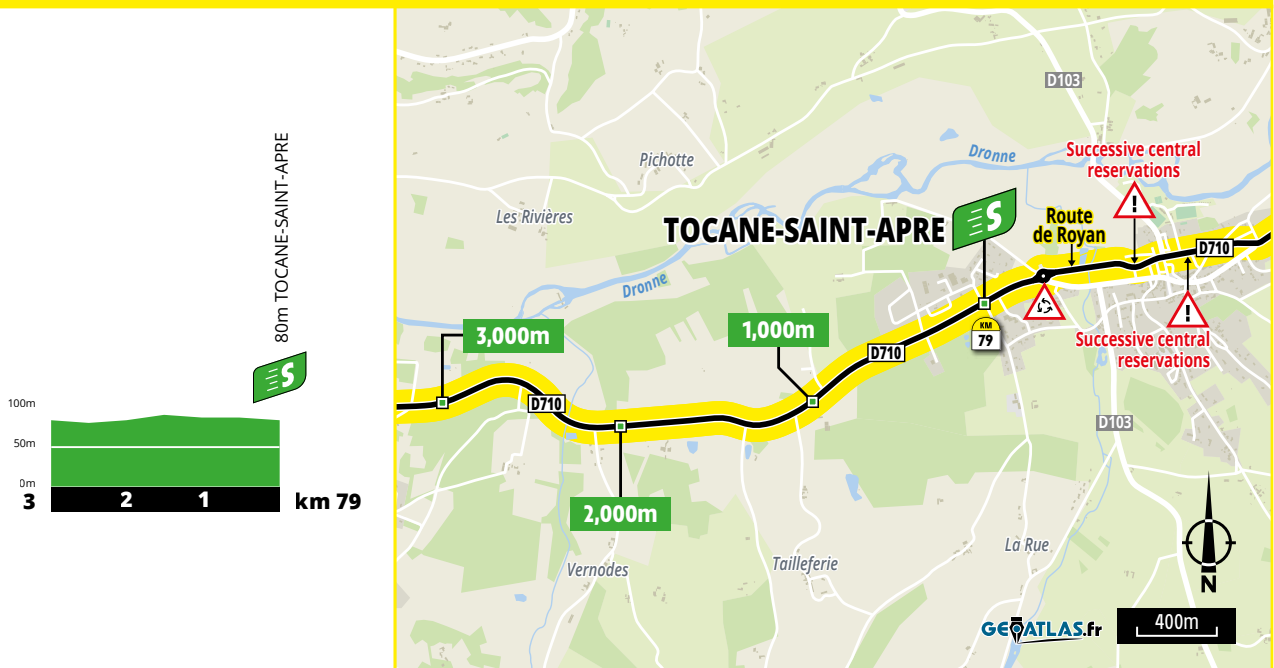 80m TOCANE-SAINT-APRE
S
100m
50m
0m
3
2
1
km 79
D103
Successive central
reservations
!
Pichotte
Dronne
Les Rivières
TOCANE-SAINT-APRE
S
Route
de Royan
D710
Dronne
3,000m
1,000m
KM
79
!
Successive central
reservations
D710
D710
D103
2,000m
Vernodes
Tailleferie
Là Rue
N
GEOATLAS.fr
400m